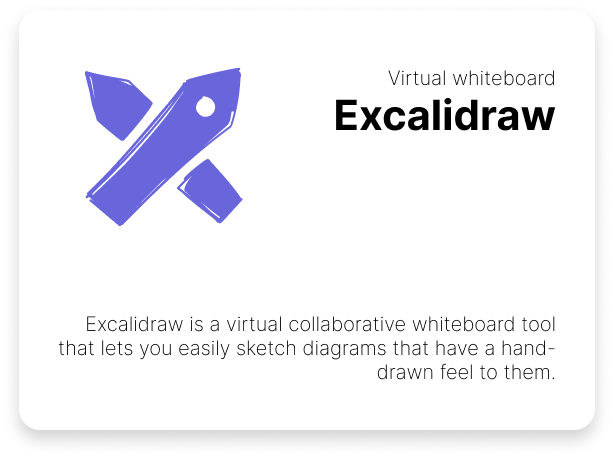 Virtual whiteboard
Excalidraw
Excalidraw is a virtual collaborative whiteboard tool
that lets you easily sketch diagrams that have a hand-
drawn feel to them.